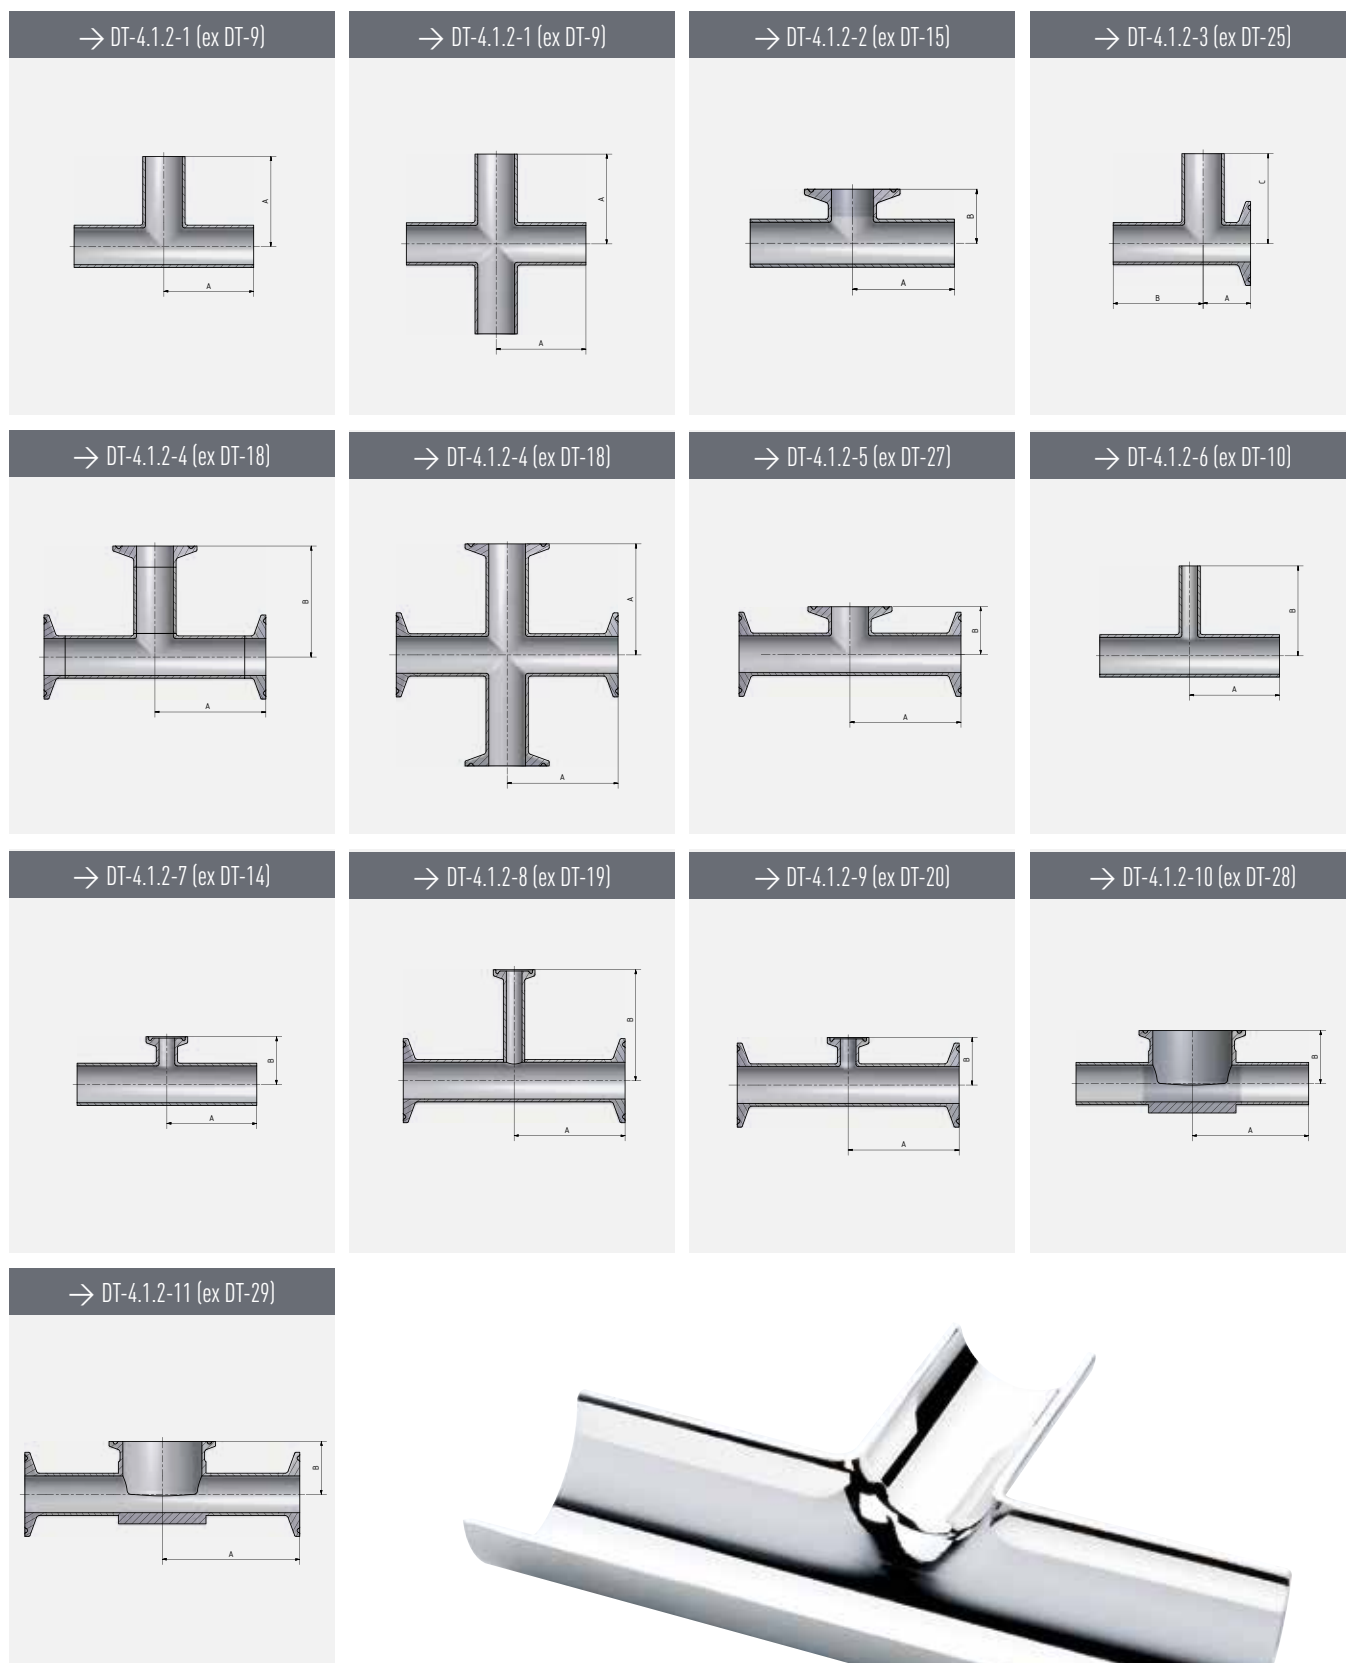 → DT-4.1.2-1 (ex DT-9)
A
A
→ DT-4.1.2-1 (ex DT-9)
A
A
→ DT-4.1.2-2 (ex DT-15)
B
A
→ DT-4.1.2-3 (ex DT-25)
C
B
A
→ DT-4.1.2-4 (ex DT-18)
B
A
→ DT-4.1.2-4 (ex DT-18)
A
A
→ DT-4.1.2-5 (ex DT-27)
B
A
→ DT-4.1.2-6 (ex DT-10)
B
A
→ DT-4.1.2-7 (ex DT-14)
B
A
→ DT-4.1.2-8 (ex DT-19)
B
A
→ DT-4.1.2-9 (ex DT-20)
B
A
→ DT-4.1.2-10 (ex DT-28)
B
A
→ DT-4.1.2-11 (ex DT-29)
B
A